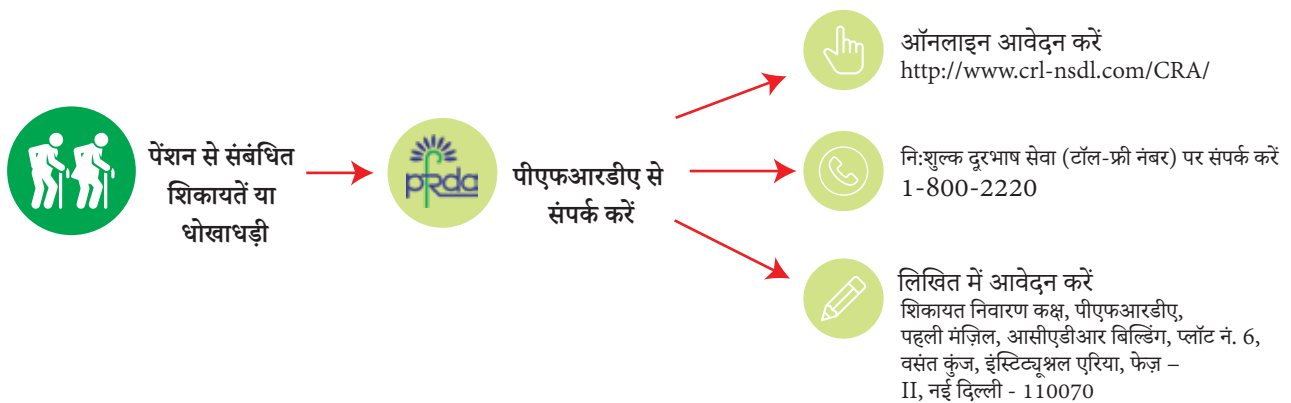 पेंशन से संबंधित
शिकायतें या
धोखाधड़ी
pfrda
पीएफआरडीए से
संपर्क करें
ऑनलाइन आवेदन करें
http://www.crl-nsdl.com/CRA/
नि:शुल्क दूरभाष सेवा (टॉल-फ्री नंबर) पर संपर्क करें
1-800-2220
लिखित में आवेदन करें
शिकायत निवारण कक्ष, पीएफआरडीए,
पहली मंज़िल, आसीएडीआर बिल्डिंग, प्लॉट नं. 6,
वसंत कुंज, इंस्टिट्यूश्नल एरिया, फेज़ –
II, नई दिल्ली - 110070